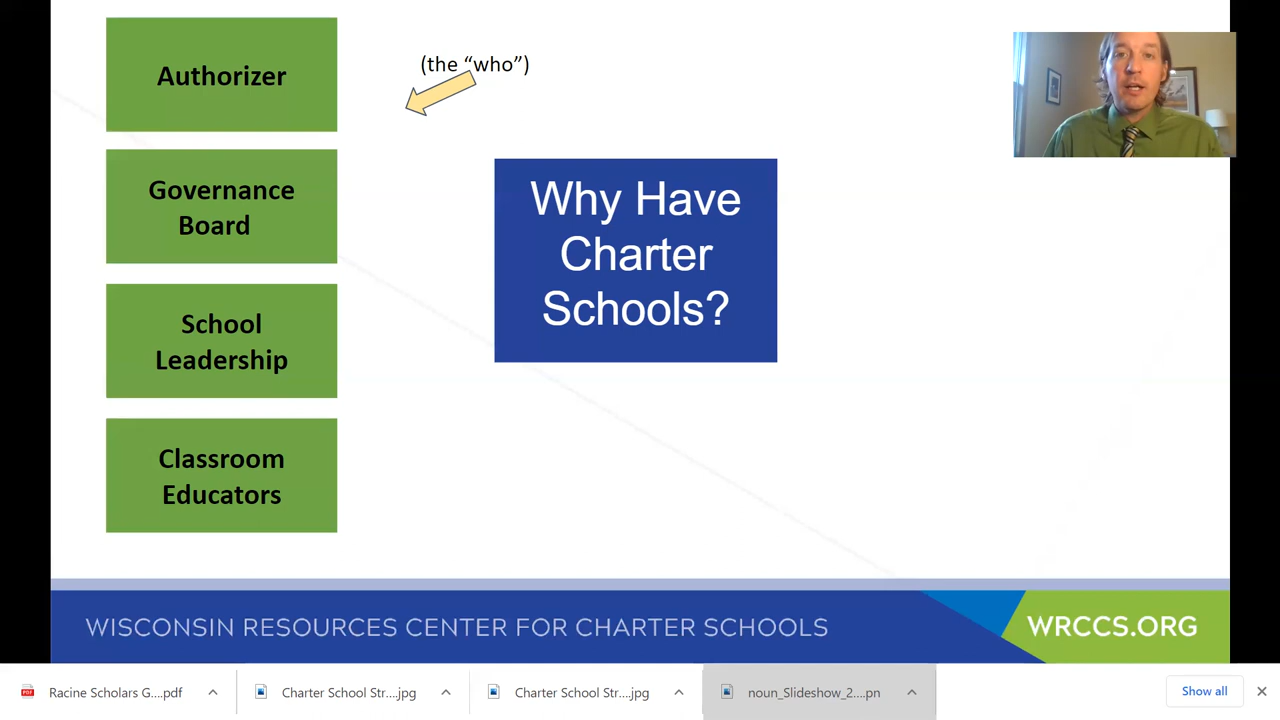 Authorizer
(the “who”)
Governance
Board
Why Have
Charter
Schools?
School
Leadership
Classroom
Educators
WISCONSIN RESOURCES CENTER FOR CHARTER SCHOOLS
WRCCS.ORG
Racine Scholars G....pdf
Charter School Str....jpg
Charter School Str....jpg
noun_Slideshow_2....pn
Show all